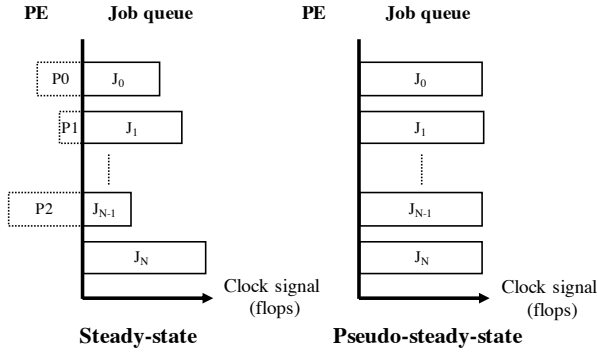 PE Job queue
P0 J0
P1 J1
P2 JN-1
JN
Clock signal
(flops)
Steady-state
PE Job queue
J0
J1
JN-1
JN
Clock signal
(flops)
Pseudo-steady-state